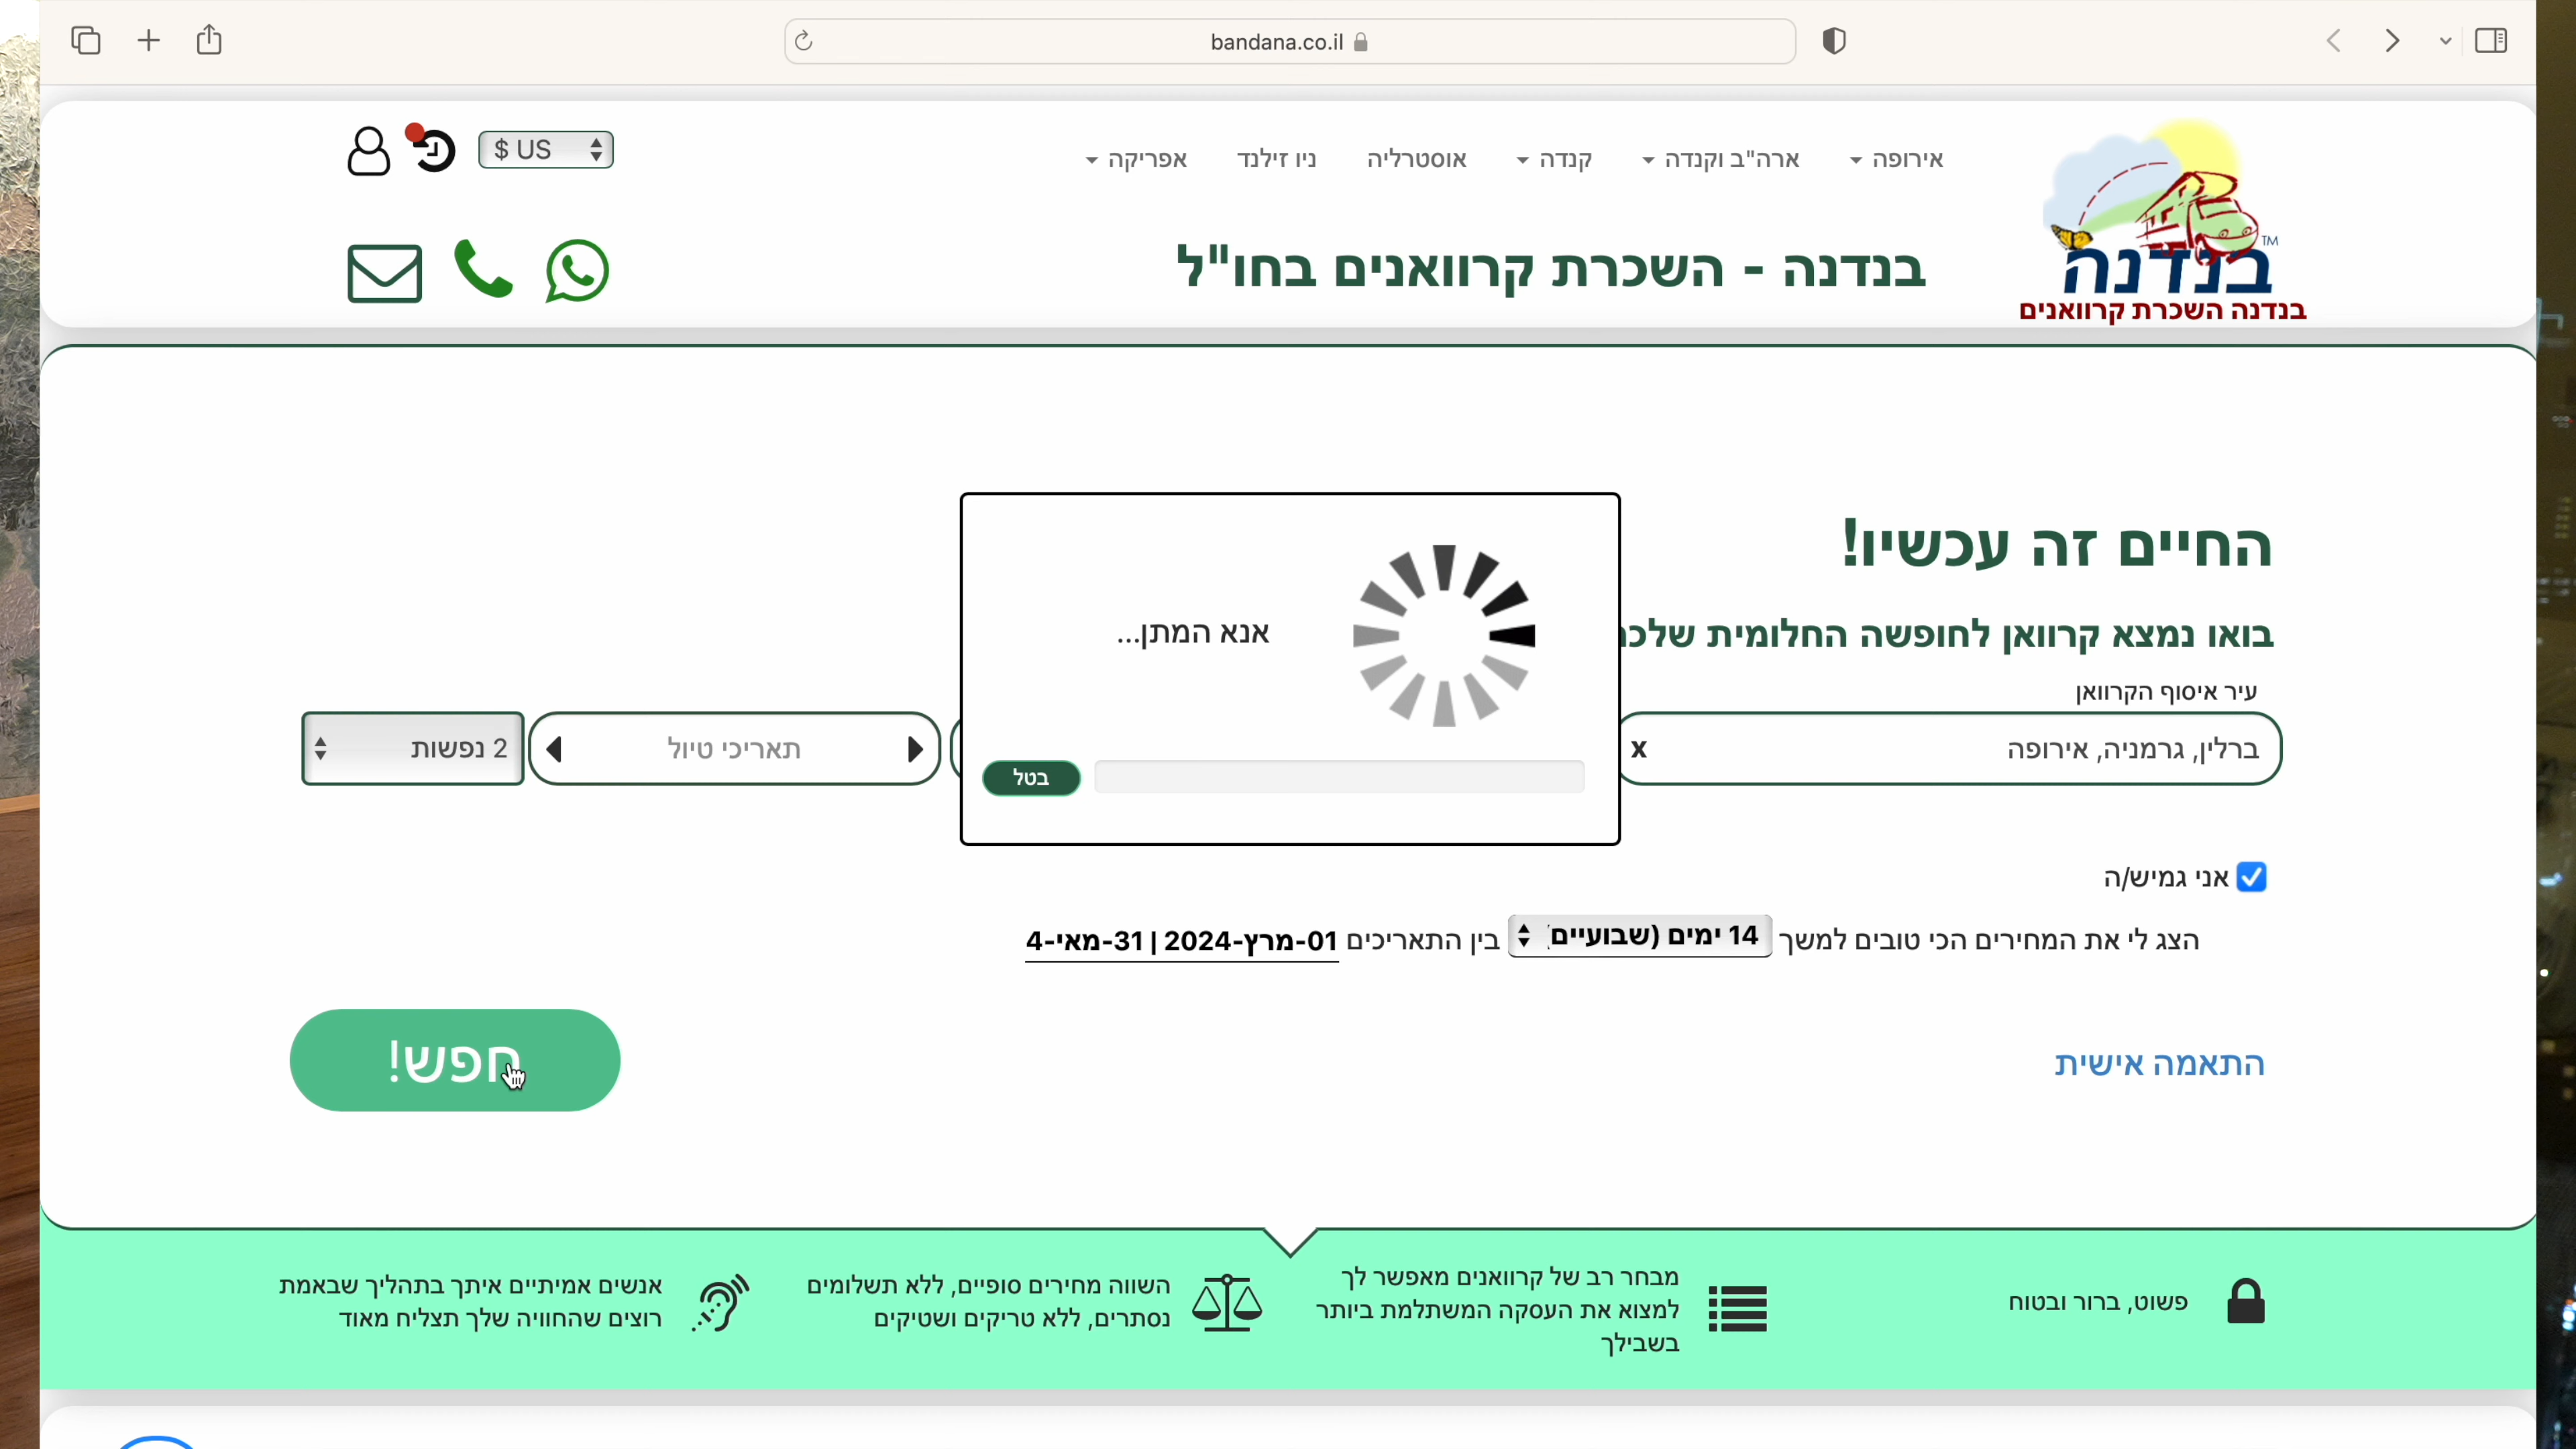 bandana.co.il
$ US
אירופה
ארה"ב וקנדה
קנדה
אוסטרליה
ניו זילנד
אפריקה
בנדנה
TM
בנדנה השכרת קרוואנים
בנדנה - השכרת קרוואנים בחו"ל
החיים זה עכשיו!
בואו נמצא קרוואן לחופשה החלומית שלכ
אנא המתן...
בטל
עיר איסוף הקרוואן
ברלין, גרמניה, אירופה
x
תאריכי טיול
2 נפשות
אני גמיש/ה
הצג לי את המחירים הכי טובים למשך 14 ימים (שבועיים) בין התאריכים 01-מרץ-2024 | 31-מאי-4
התאמה אישית
חפש!
פשוט, ברור ובטוח
מבחר רב של קרוואנים מאפשר לך
למצוא את העסקה המשתלמת ביותר
בשבילך
השווה מחירים סופיים, ללא תשלומים
נסתרים, ללא טריקים ושטיקים
אנשים אמיתיים איתך בתהליך שבאמת
רוצים שהחוויה שלך תצליח מאוד